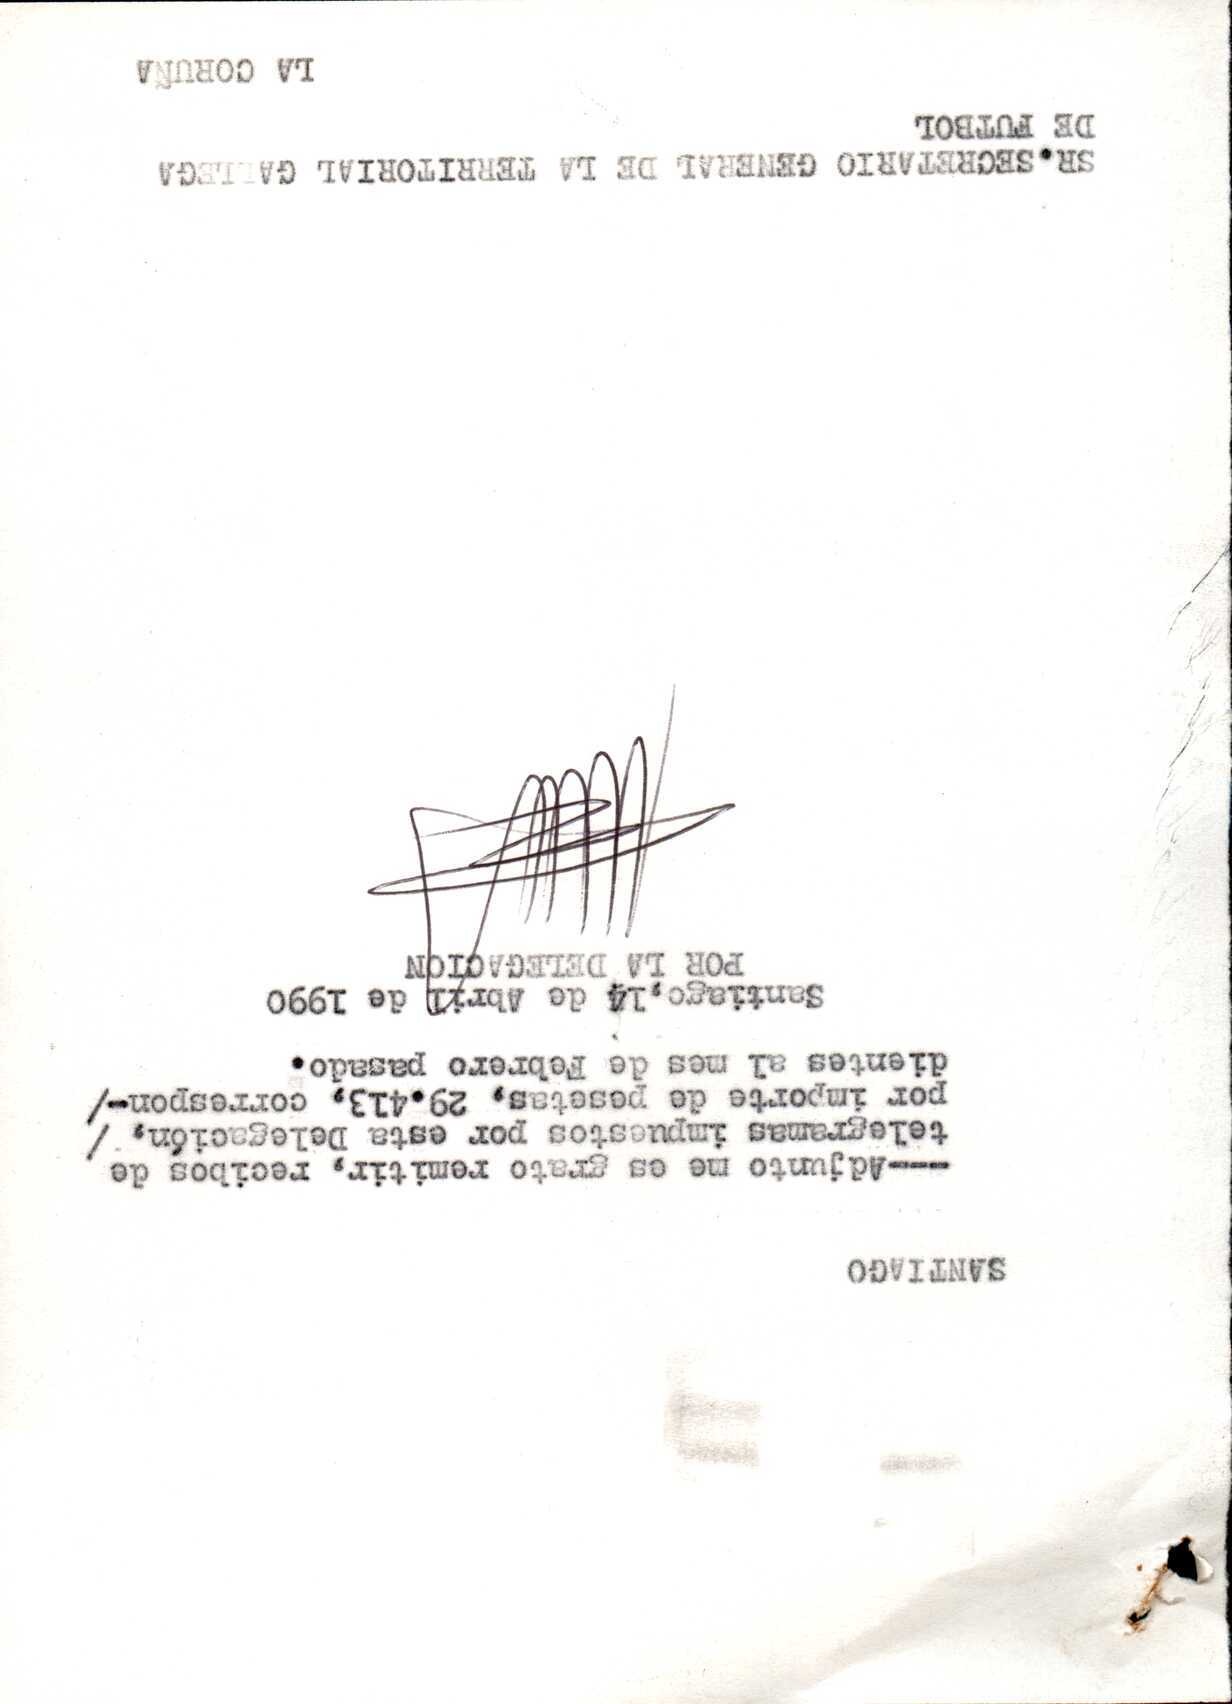 SANTIAGO
----Adjunto me es grato remitir, recibos de
telegramas impuestos por esta Delegación, /
por importe de pesetas, 29.413, correspon-/
dientes al mes de Febrero pasado.
Santiago,14 de Abril de 1990
POR LA DELEGACION
SR.SECRETARIO GENERAL DE LA TERRITORIAL GALLEGA
DE FUTBOL
LA CORUÑA